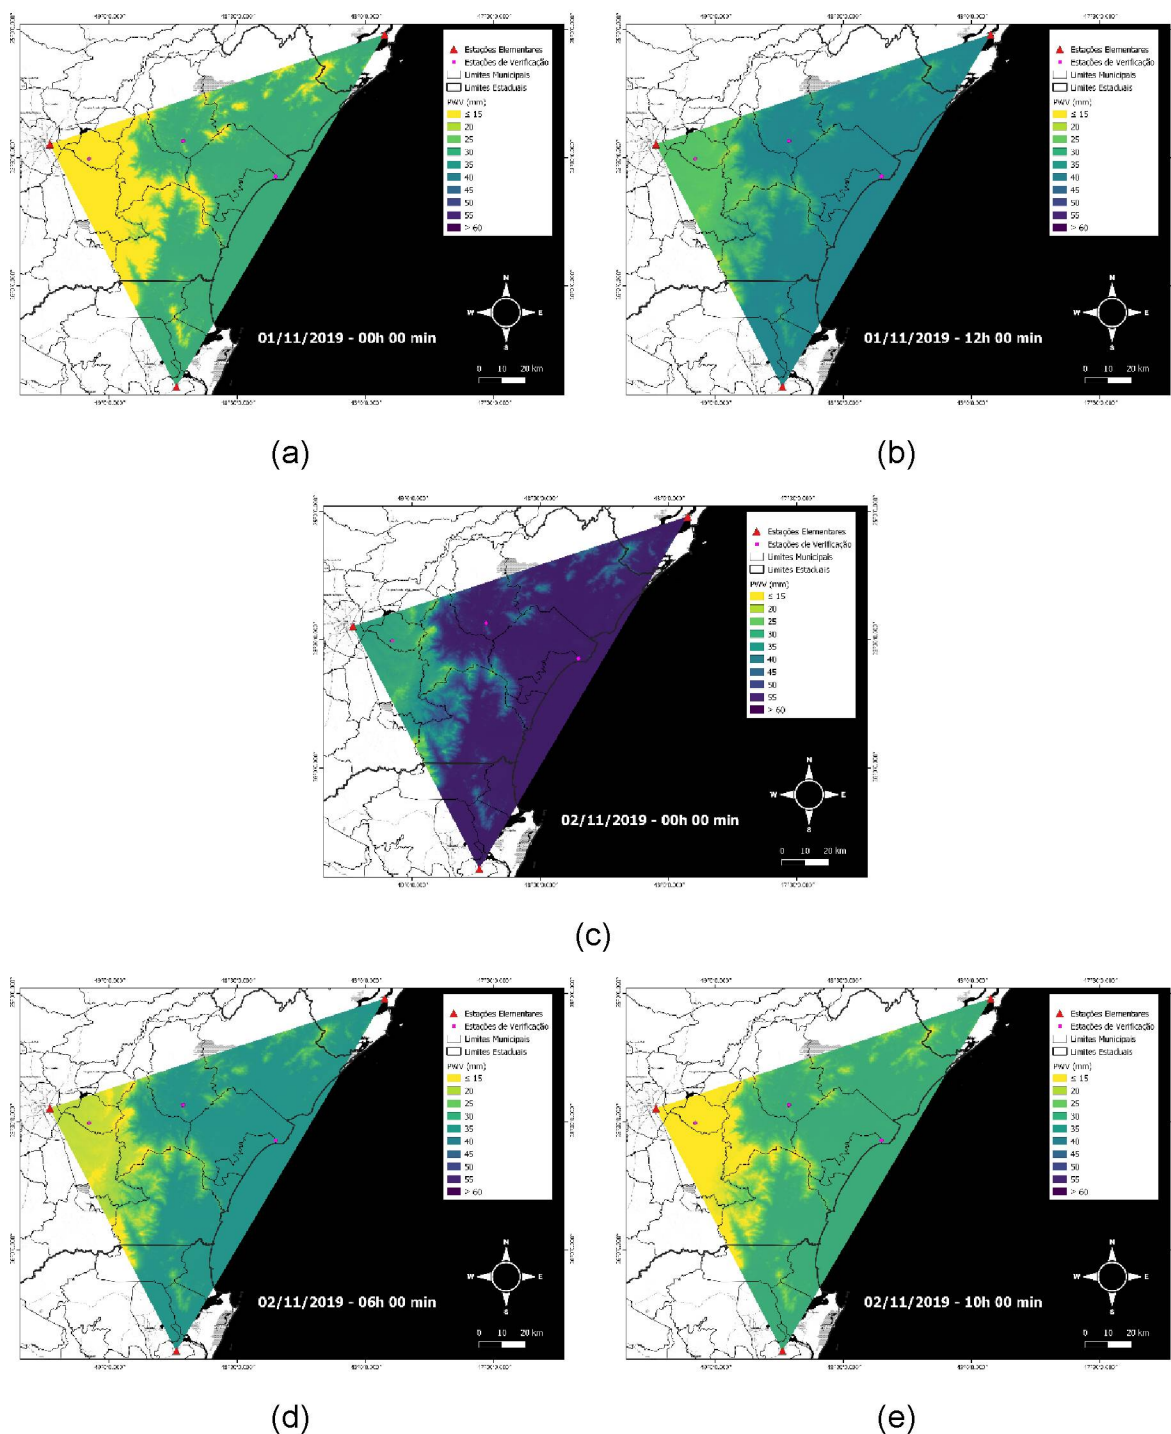 Estações Elementares
Estações de Verificação
Limites Municipais
Limites Estaduais
PWV (mm)
≤ 15
20
25
30
35
40
45
50
55
> 60
N
W E
S
01/11/2019 - 00h 00 min
0 10 20 km
(a)
Estações Elementares
Estações de Verificação
Limites Municipais
Limites Estaduais
PWV (mm)
≤ 15
20
25
30
35
40
45
50
55
> 60
N
W E
S
01/11/2019 - 12h 00 min
0 10 20 km
(b)
Estações Elementares
Estações de Verificação
Limites Municipais
Limites Estaduais
PWV (mm)
≤ 15
20
25
30
35
40
45
50
55
> 60
N
W E
S
02/11/2019 - 00h 00 min
0 10 20 km
(c)
Estações Elementares
Estações de Verificação
Limites Municipais
Limites Estaduais
PWV (mm)
≤ 15
20
25
30
35
40
45
50
55
> 60
N
W E
S
02/11/2019 - 06h 00 min
0 10 20 km
(d)
Estações Elementares
Estações de Verificação
Limites Municipais
Limites Estaduais
PWV (mm)
≤ 15
20
25
30
35
40
45
50
55
> 60
N
W E
S
02/11/2019 - 10h 00 min
0 10 20 km
(e)